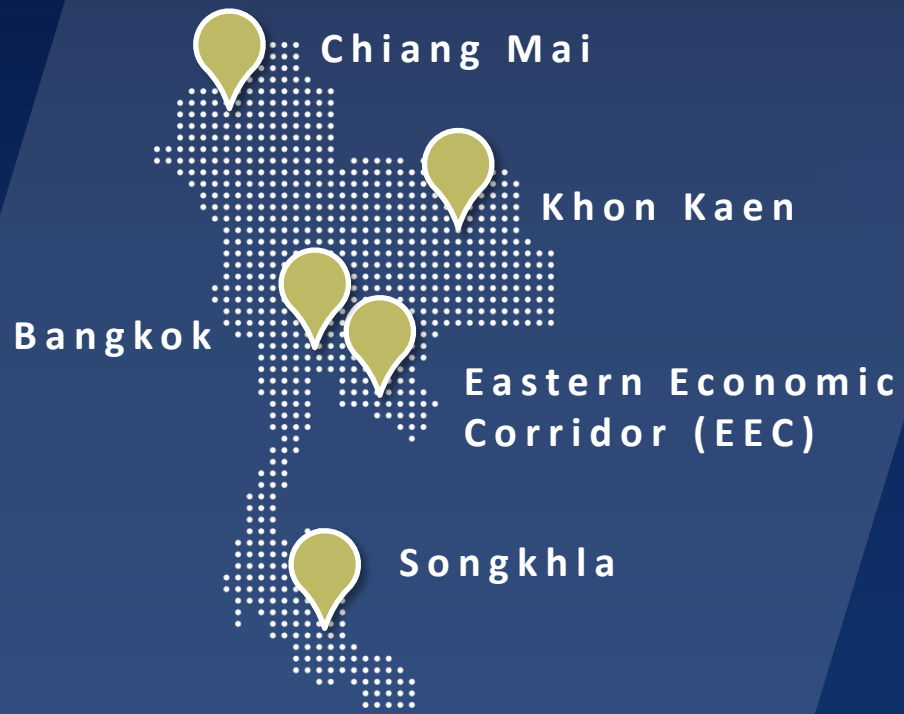 Chiang Mai
Khon Kaen
Bangkok
Eastern Economic
Corridor (EEC)
Songkhla